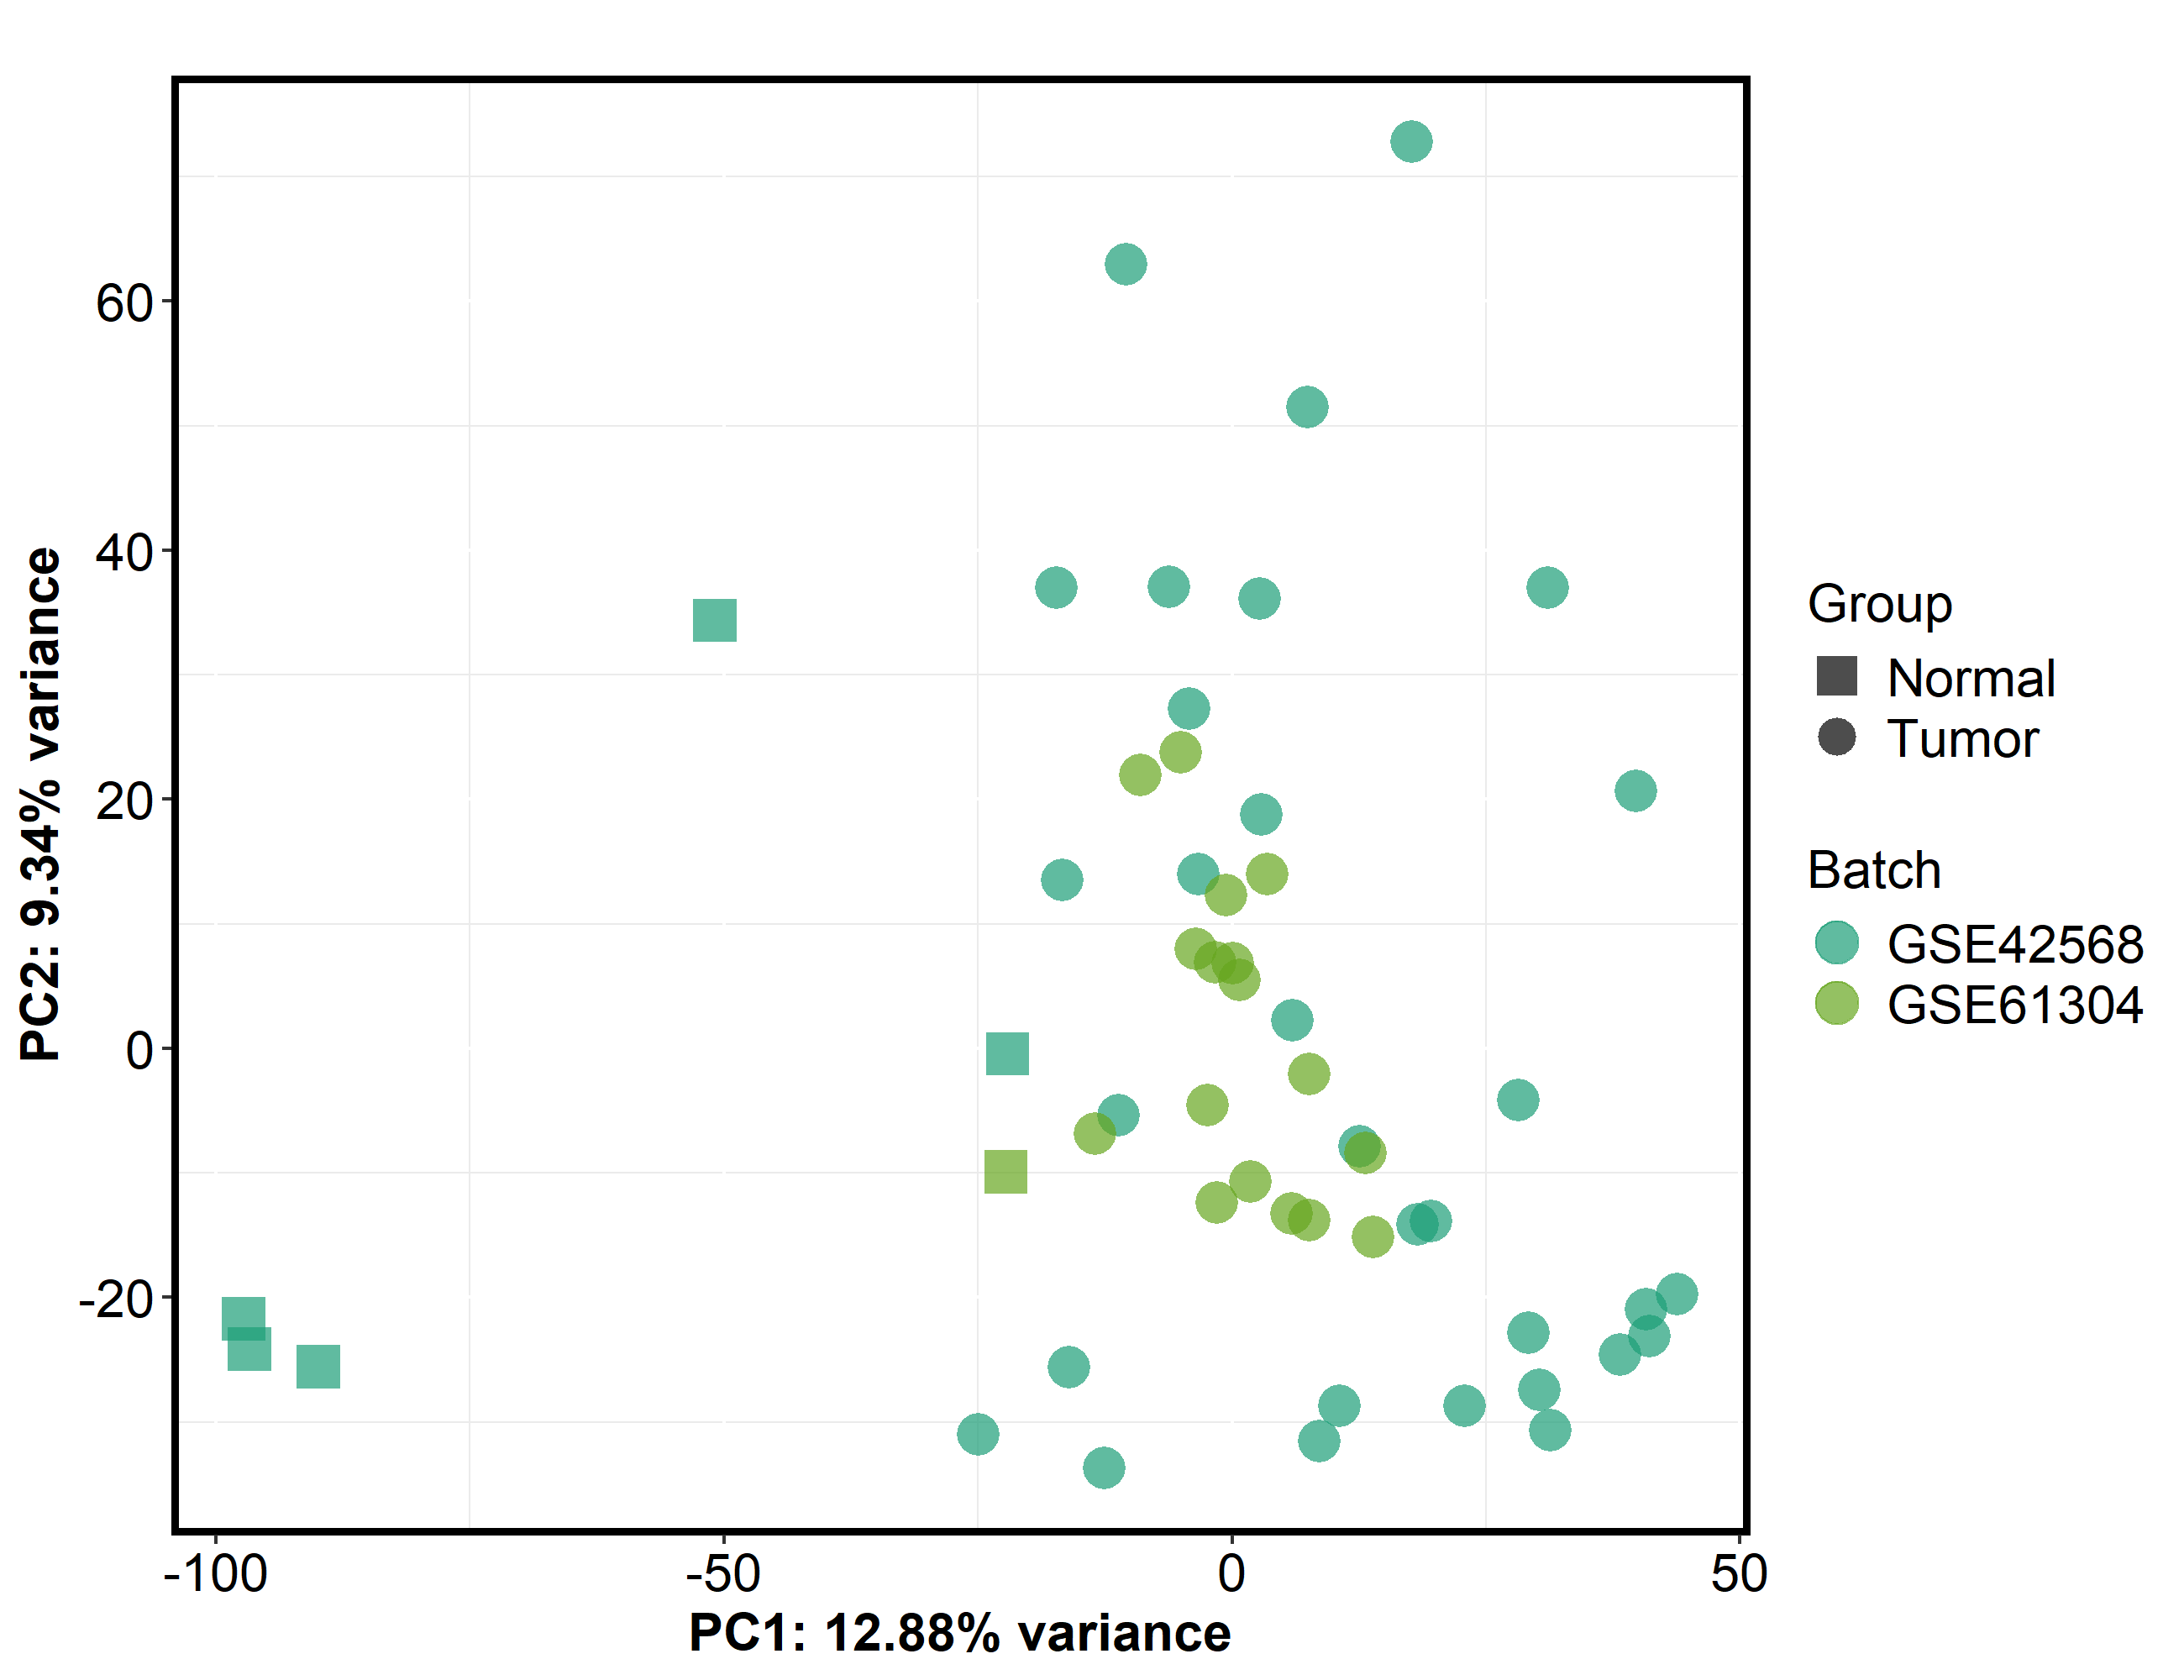 PC2: 9.34% variance
60
40
20
0
-20
-100
-50
0
50
PC1: 12.88% variance
Group
Normal
Tumor
Batch
GSE42568
GSE61304